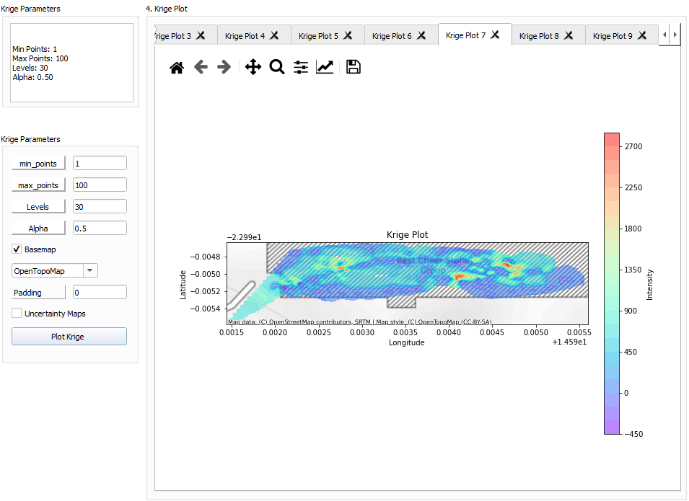 Krige Parameters
Min Points: 1
Max Points: 100
Levels: 30
Alpha: 0.50
Krige Parameters
min_points 1
max_points 100
Levels 30
Alpha 0.5
Basemap
OpenTopoMap
Padding 0
Uncertainty Maps
Plot Krige
4. Krige Plot
Krige Plot 3 Krige Plot 4 Krige Plot 5 Krige Plot 6 Krige Plot 7 Krige Plot 8 Krige Plot 9
−2.299e1
Krige Plot
−0.0048
−0.0050
−0.0052
−0.0054
Latitude
Group
Map data: (C) OpenStreetMap contributors, SRTM | Map style: (C) OpenTopoMap (CC-BY-SA)
0.0015 0.0020 0.0025 0.0030 0.0035 0.0040 0.0045 0.0050 0.0055
Longitude
+1.459e1
2700
2250
1800
1350
900
450
0
−450
Intensity